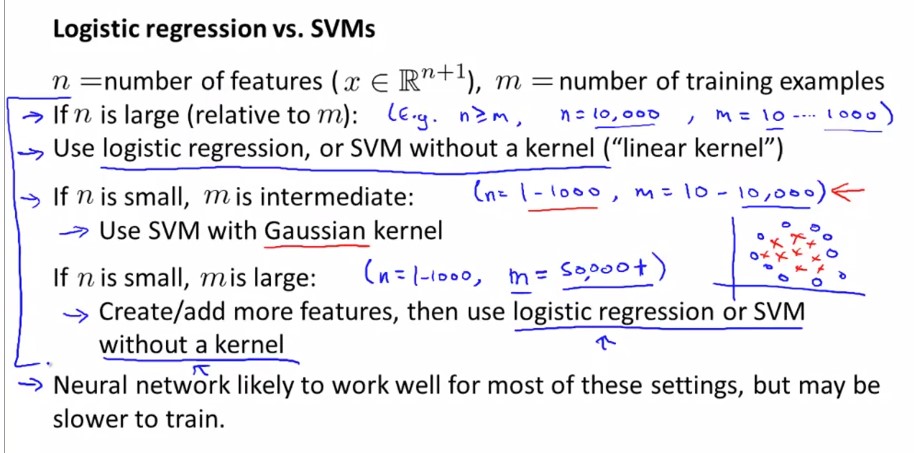 Logistic regression vs. SVMs
n =number of features ( x ∈ ℝⁿ⁺¹), m = number of training examples
→ If n is large (relative to m): (E.g. n ≥ m, n = 10,000 , m = 10 .... 1000)
→ Use logistic regression, or SVM without a kernel (“linear kernel”)
→ If n is small, m is intermediate: (n = 1 - 1000 , m = 10 - 10,000) ←
→ Use SVM with Gaussian kernel
If n is small, m is large: (n = 1 - 1000, m = 50,000+)
→ Create/add more features, then use logistic regression or SVM
without a kernel
→ Neural network likely to work well for most of these settings, but may be
slower to train.